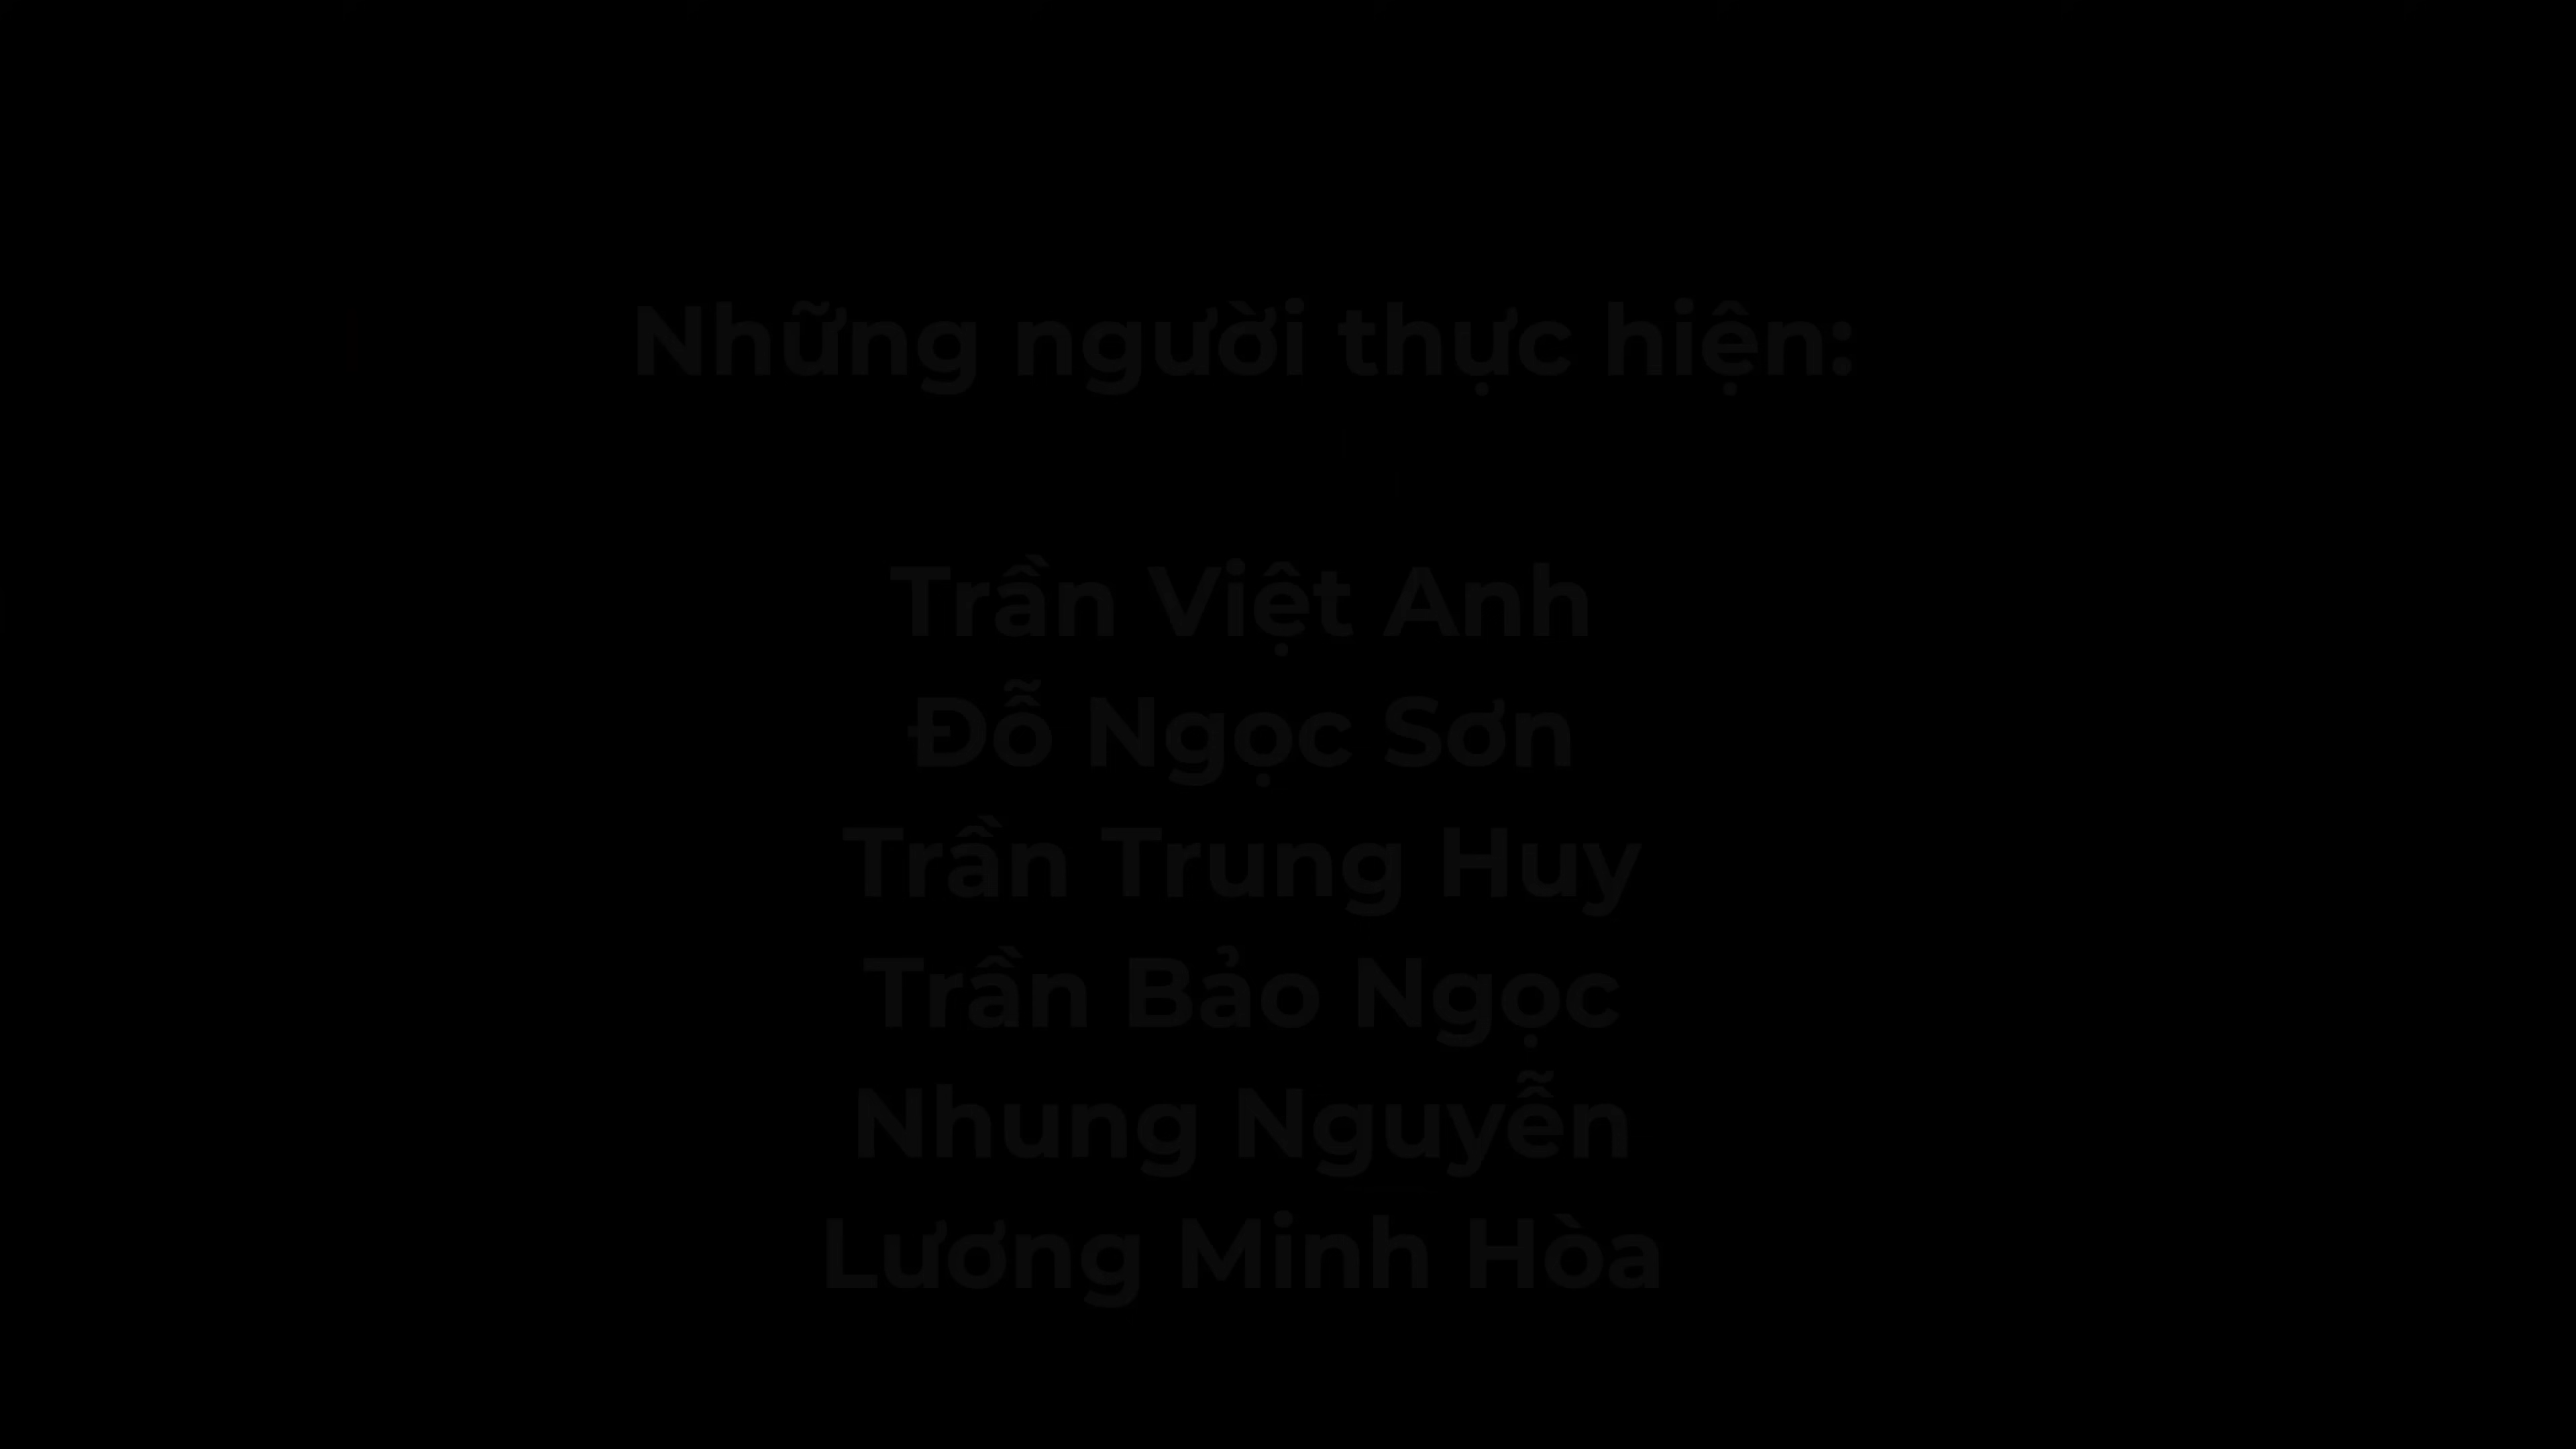 Những người thực hiện:
Trần Việt Anh
Đỗ Ngọc Sơn
Trần Trung Huy
Trần Bảo Ngọc
Nhung Nguyễn
Lương Minh Hòa